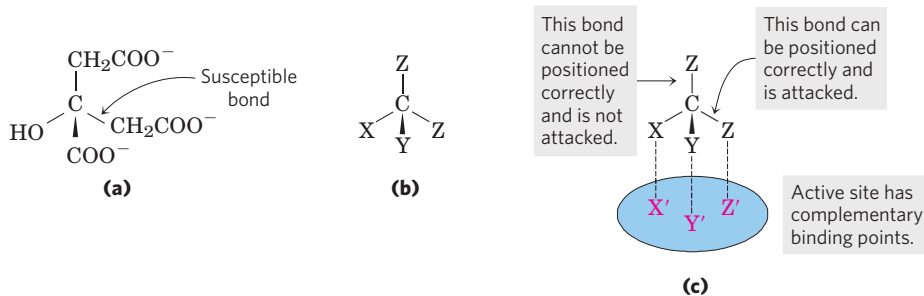 CH₂COO⁻
C
HO
CH₂COO⁻
COO⁻
Susceptible
bond
(a)
Z
C
X
Y
Z
(b)
This bond
cannot be
positioned
correctly
and is not
attacked.
Z
C
X
Y
Z
This bond can
be positioned
correctly and
is attacked.
X′
Y′
Z′
Active site has
complementary
binding points.
(c)